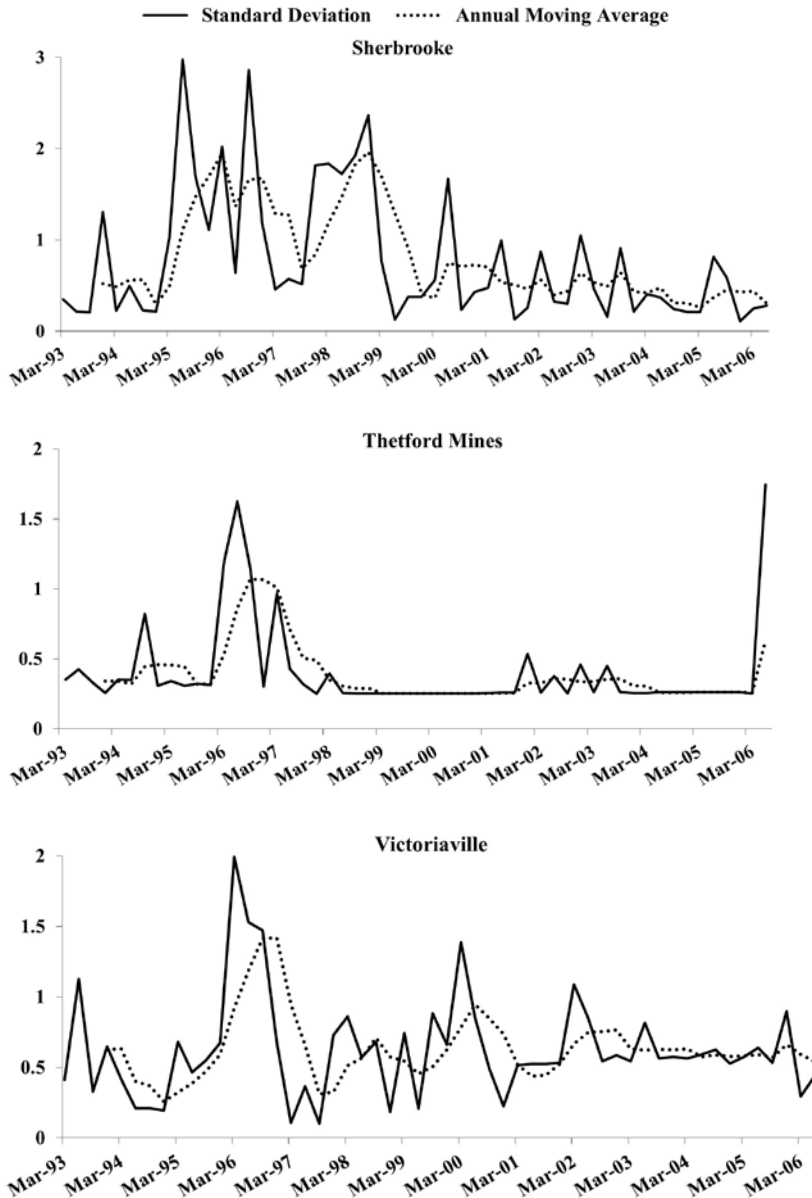 Standard Deviation Annual Moving Average
Sherbrooke
3
2
1
0
Mar-93 Mar-94 Mar-95 Mar-96 Mar-97 Mar-98 Mar-99 Mar-00 Mar-01 Mar-02 Mar-03 Mar-04 Mar-05 Mar-06
Thetford Mines
2
1.5
1
0.5
0
Mar-93 Mar-94 Mar-95 Mar-96 Mar-97 Mar-98 Mar-99 Mar-00 Mar-01 Mar-02 Mar-03 Mar-04 Mar-05 Mar-06
Victoriaville
2
1.5
1
0.5
0
Mar-93 Mar-94 Mar-95 Mar-96 Mar-97 Mar-98 Mar-99 Mar-00 Mar-01 Mar-02 Mar-03 Mar-04 Mar-05 Mar-06